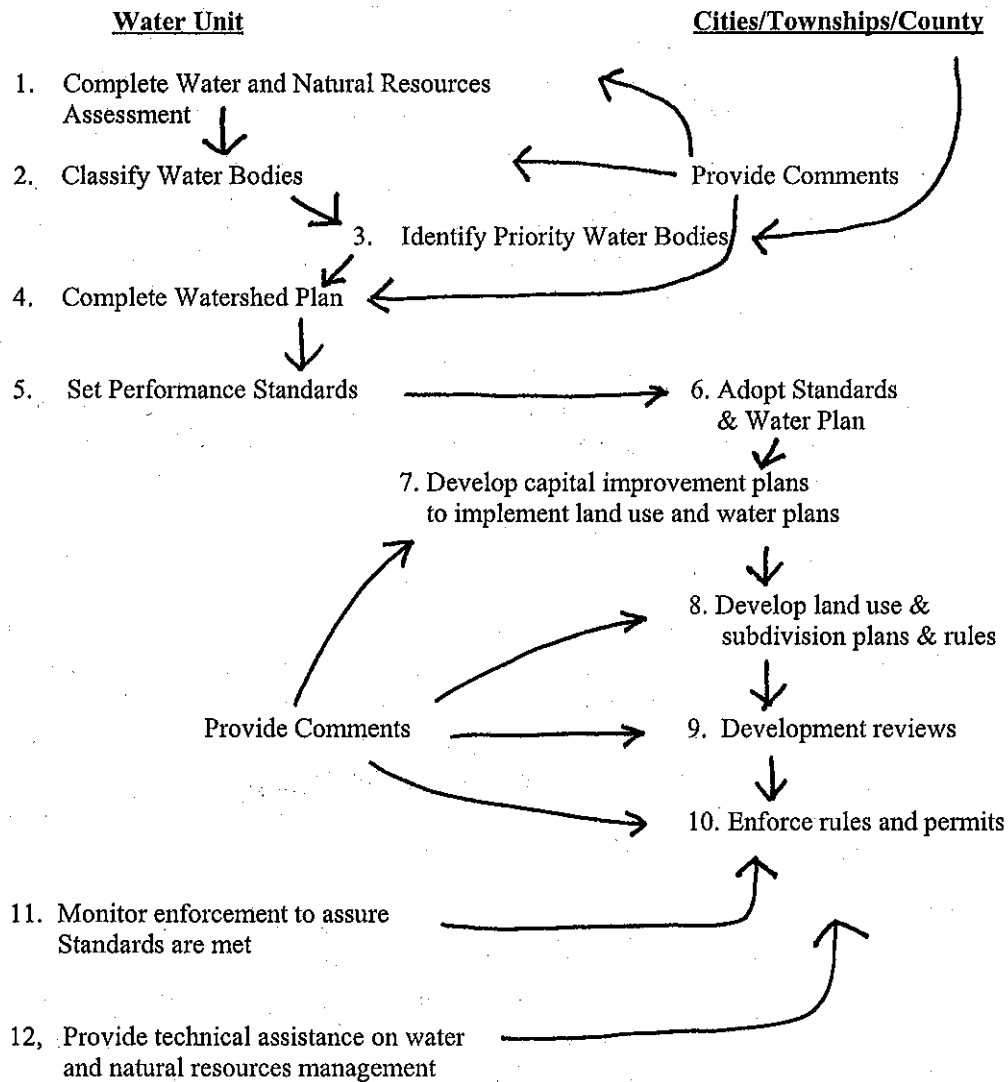 Water Unit
Cities/Townships/County
1. Complete Water and Natural Resources
Assessment
2. Classify Water Bodies
Provide Comments
3. Identify Priority Water Bodies
4. Complete Watershed Plan
5. Set Performance Standards
6. Adopt Standards
& Water Plan
7. Develop capital improvement plans
to implement land use and water plans
8. Develop land use &
subdivision plans & rules
Provide Comments
9. Development reviews
10. Enforce rules and permits
11. Monitor enforcement to assure
Standards are met
12, Provide technical assistance on water
and natural resources management